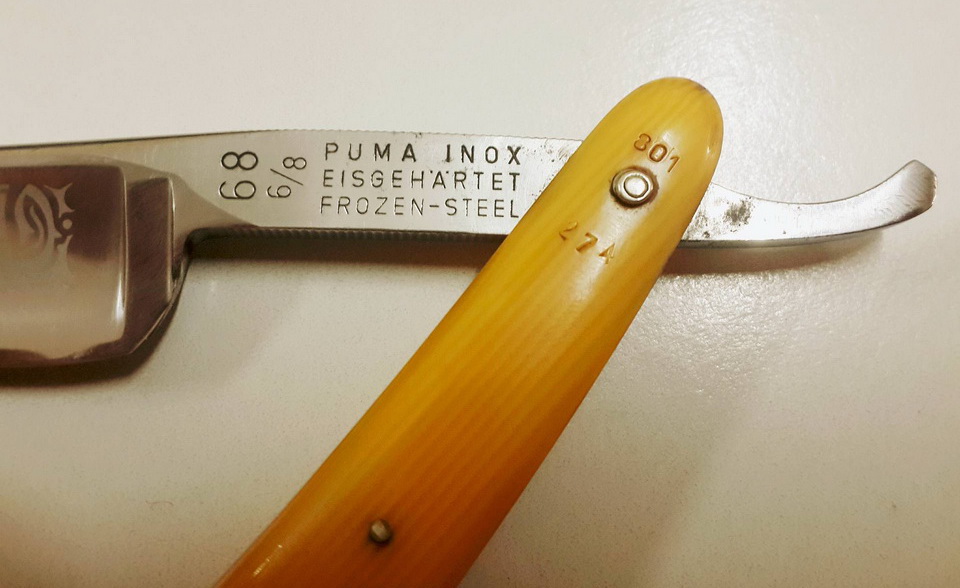 68
6/8
PUMA INOX
EISGEHÄRTET
FROZEN-STEEL
301
274